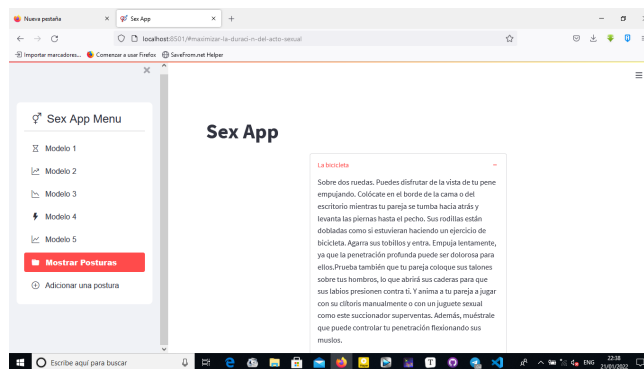 Nueva pestaña
Sex App
localhost:8501/#maximizar-la-duraci-n-del-acto-sexual
Importar marcadores... Comenzar a usar Firefox SaveFrom.net Helper
Sex App Menu
Modelo 1
Modelo 2
Modelo 3
Modelo 4
Modelo 5
Mostrar Posturas
Adicionar una postura
Sex App
La bicicleta
Sobre dos ruedas. Puedes disfrutar de la vista de tu pene
empujando. Colócate en el borde de la cama o del
escritorio mientras tu pareja se tumba hacia atrás y
levanta las piernas hasta el pecho. Sus rodillas están
dobladas como si estuvieran haciendo un ejercicio de
bicicleta. Agarra sus tobillos y entra. Empuja lentamente,
ya que la penetración profunda puede ser dolorosa para
ellos.Prueba también que tu pareja coloque sus talones
sobre tus hombros, lo que abrirá sus caderas para que
sus labios presionen contra ti. Y anima a tu pareja a jugar
con su clítoris manualmente o con un juguete sexual
como este succionador superventas. Además, muéstrale
que puede controlar tu penetración flexionando sus
muslos.
Escribe aquí para buscar
ENG
22:38
21/01/2022